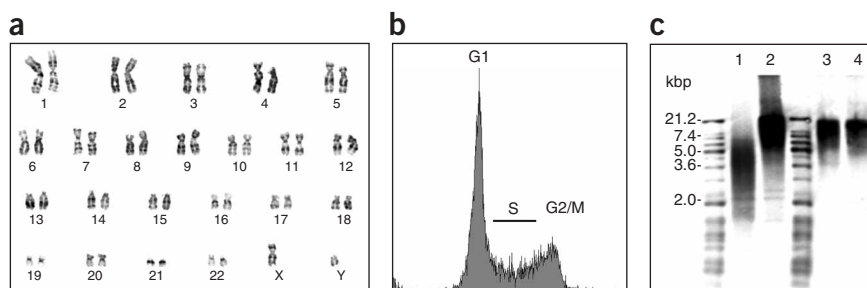 a
1 2 3 4 5
6 7 8 9 10 11 12
13 14 15 16 17 18
19 20 21 22 X Y
b
G1
S
G2/M
c
1 2 3 4
kbp
21.2-
7.4-
5.0-
3.6-
2.0-